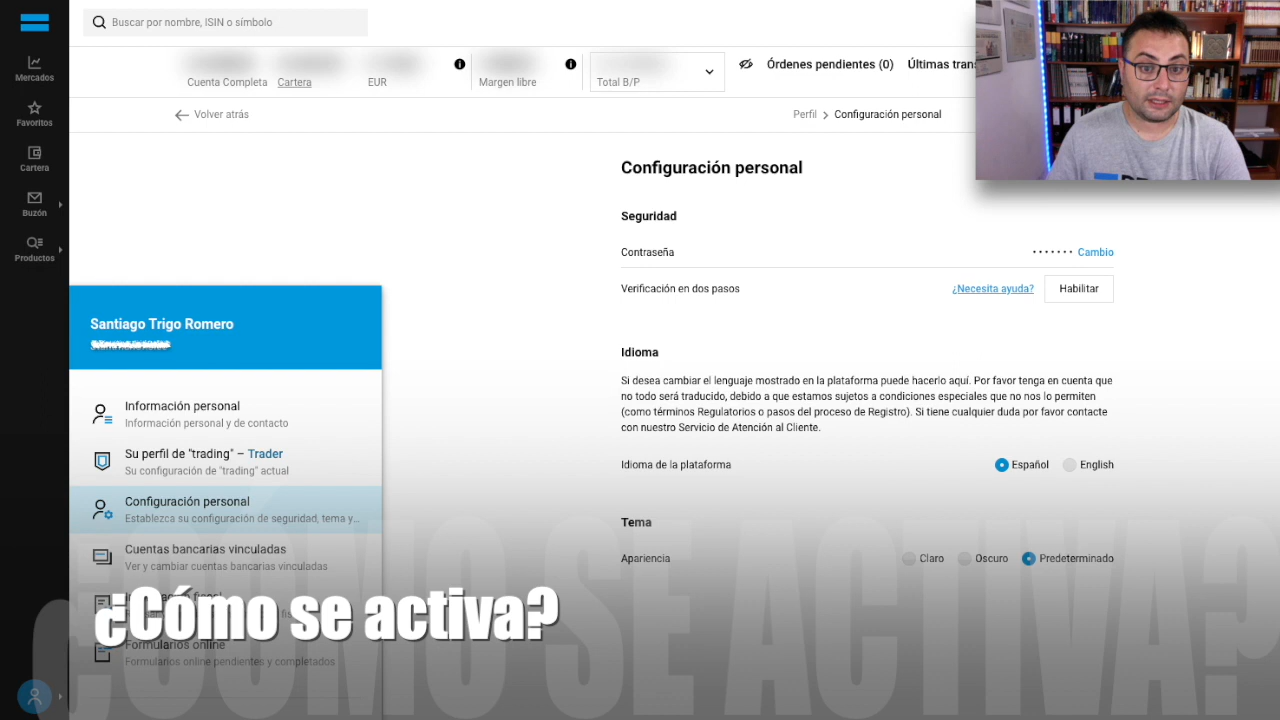 Buscar por nombre, ISIN o símbolo
Mercados
Favoritos
Cartera
Buzón
Productos
Cuenta Completa Cartera EUR
Margen libre
Total B/P
Órdenes pendientes (0) Últimas tran
Volver atrás
Perfil > Configuración personal
Configuración personal
Seguridad
Contraseña ······· Cambio
Verificación en dos pasos ¿Necesita ayuda? Habilitar
Idioma
Si desea cambiar el lenguaje mostrado en la plataforma puede hacerlo aquí. Por favor tenga en cuenta que
no todo será traducido, debido a que estamos sujetos a condiciones especiales que no nos lo permiten
(como términos Regulatorios o pasos del proceso de Registro). Si tiene cualquier duda por favor contacte
con nuestro Servicio de Atención al Cliente.
Idioma de la plataforma Español English
Tema
Apariencia Claro Oscuro Predeterminado
Santiago Trigo Romero
Información personal
Información personal y de contacto
Su perfil de "trading" – Trader
Su configuración de "trading" actual
Configuración personal
Establezca su configuración de seguridad, tema y...
Cuentas bancarias vinculadas
Ver y cambiar cuentas bancarias vinculadas
¿Cómo se activa?
Formularios online
Formularios online pendientes y completados
¿CÓMO SE ACTIVA?